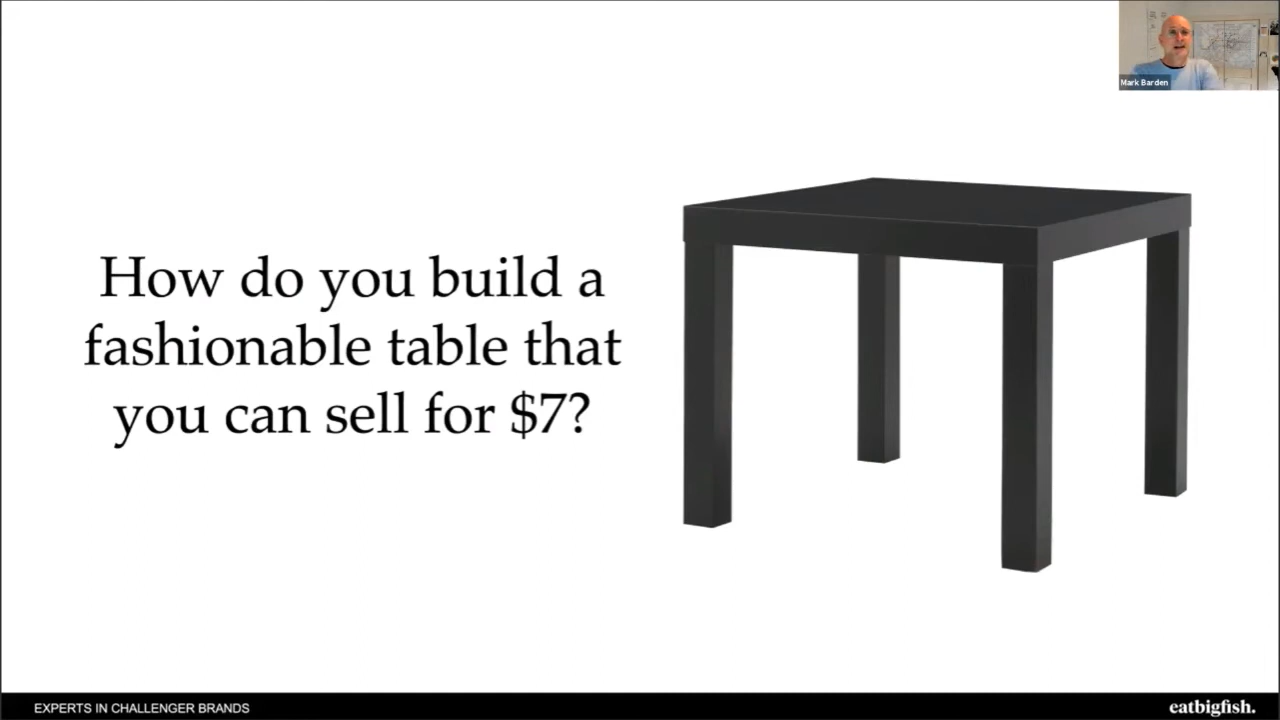 Mark Barden
How do you build a
fashionable table that
you can sell for $7?
EXPERTS IN CHALLENGER BRANDS
eatbigfish.